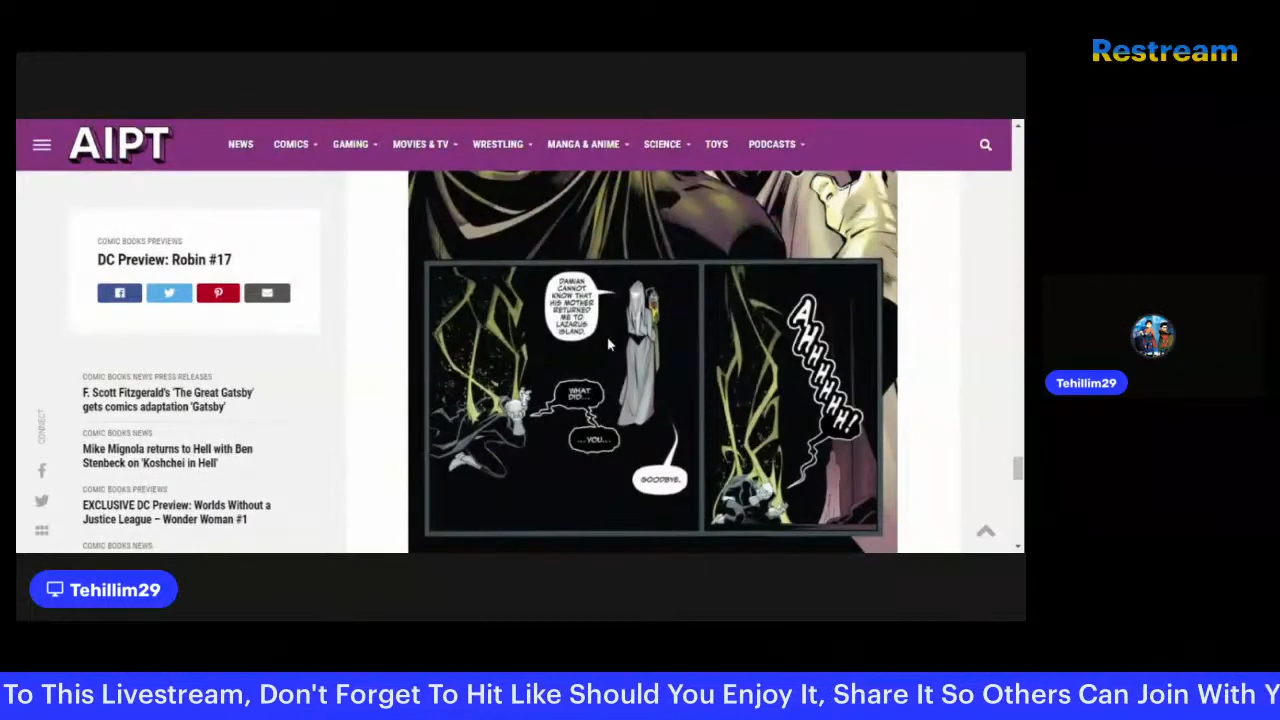 Restream
AIPT
NEWS COMICS GAMING MOVIES & TV WRESTLING MANGA & ANIME SCIENCE TOYS PODCASTS
COMIC BOOKS PREVIEWS
DC Preview: Robin #17
COMIC BOOKS NEWS PRESS RELEASES
F. Scott Fitzgerald's 'The Great Gatsby'
gets comics adaptation 'Gatsby'
COMIC BOOKS NEWS
Mike Mignola returns to Hell with Ben
Stenbeck on 'Koshchei in Hell'
COMIC BOOKS PREVIEWS
EXCLUSIVE DC Preview: Worlds Without a
Justice League – Wonder Woman #1
COMIC BOOKS NEWS
CONNECT
DAMIAN
CANNOT
KNOW THAT
HIS MOTHER
RETURNED
ME TO
LAZARUS
ISLAND.
WHAT
DID...
...YOU...
GOODBYE.
AHHHHHH!
Tehillim29
Tehillim29
To This Livestream, Don't Forget To Hit Like Should You Enjoy It, Share It So Others Can Join With Y